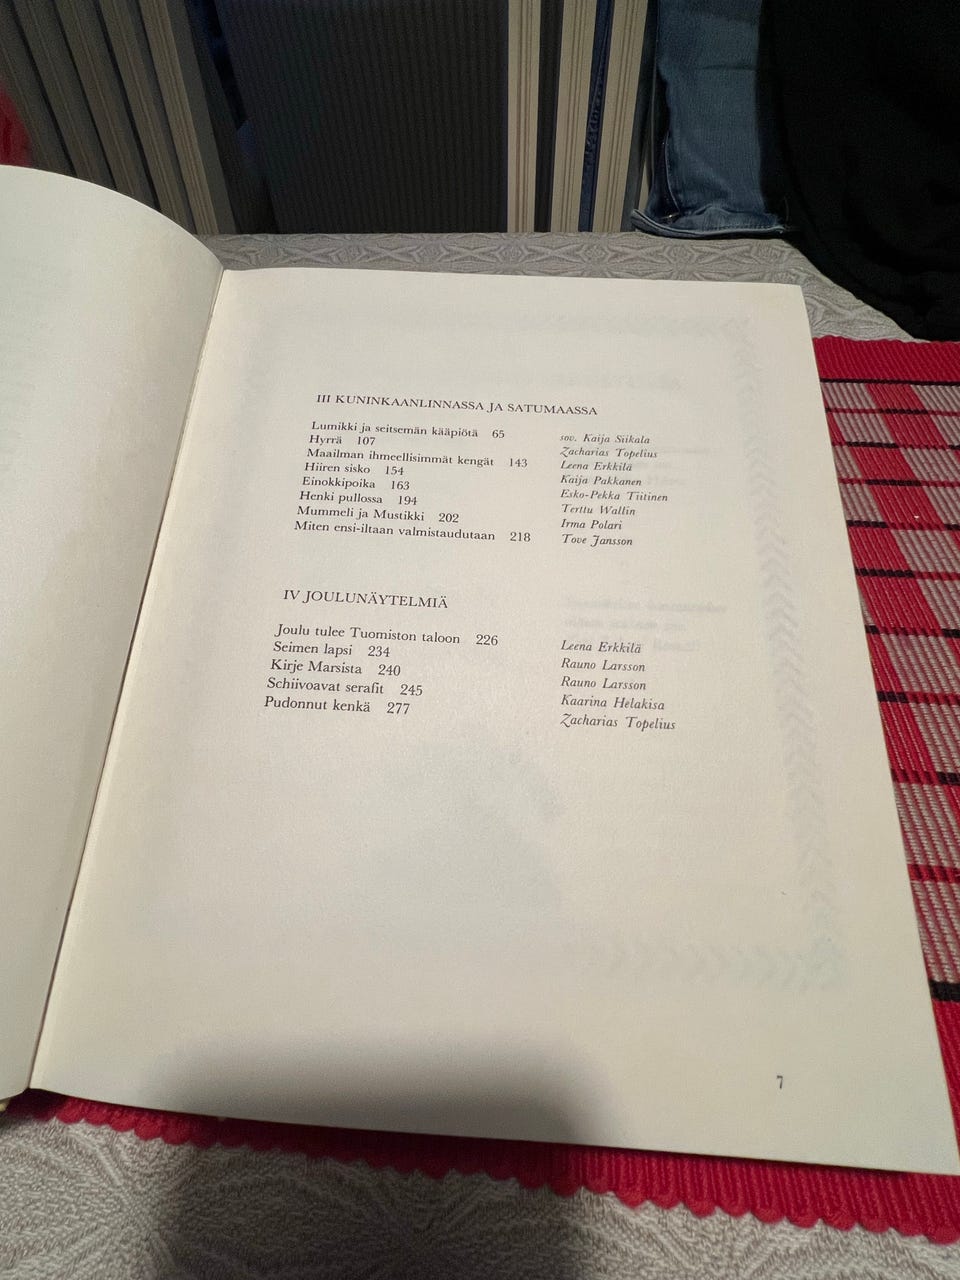 III KUNINKAANLINNASSA JA SATUMAASSA
Lumikki ja seitsemän kääpiötä 65 sov. Kaija Siikala
Hyrrä 107 Zacharias Topelius
Maailman ihmeellisimmät kengät 143 Leena Erkkilä
Hiiren sisko 154 Kaija Pakkanen
Einokkipoika 163 Esko-Pekka Tiitinen
Henki pullossa 194 Terttu Wallin
Mummeli ja Mustikki 202 Irma Polari
Miten ensi-iltaan valmistaudutaan 218 Tove Jansson
IV JOULUNÄYTELMIÄ
Joulu tulee Tuomiston taloon 226 Leena Erkkilä
Seimen lapsi 234 Rauno Larsson
Kirje Marsista 240 Rauno Larsson
Schiivoavat serafit 245 Kaarina Helakisa
Pudonnut kenkä 277 Zacharias Topelius
7